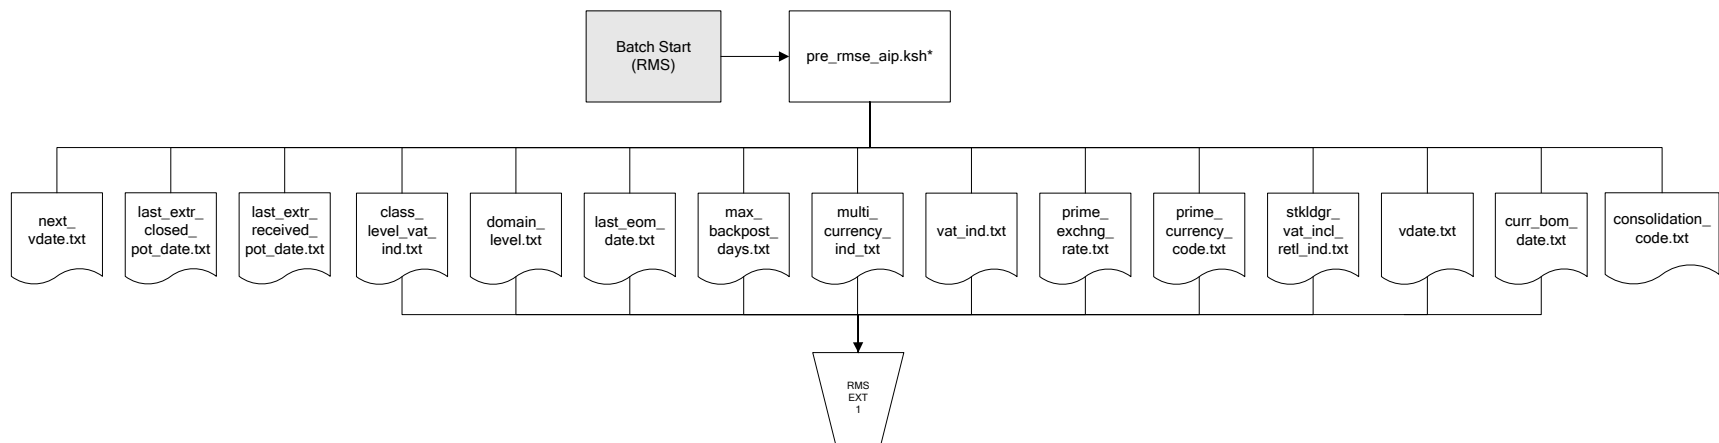 Batch Start
(RMS)
pre_rmse_aip.ksh*
next_
vdate.txt
last_extr_
closed_
pot_date.txt
last_extr_
received_
pot_date.txt
class_
level_vat_
ind.txt
domain_
level.txt
last_eom_
date.txt
max_
backpost_
days.txt
multi_
currency_
ind_txt
vat_ind.txt
prime_
exchng_
rate.txt
prime_
currency_
code.txt
stkldgr_
vat_incl_
retl_ind.txt
vdate.txt
curr_bom_
date.txt
consolidation_
code.txt
RMS
EXT
1